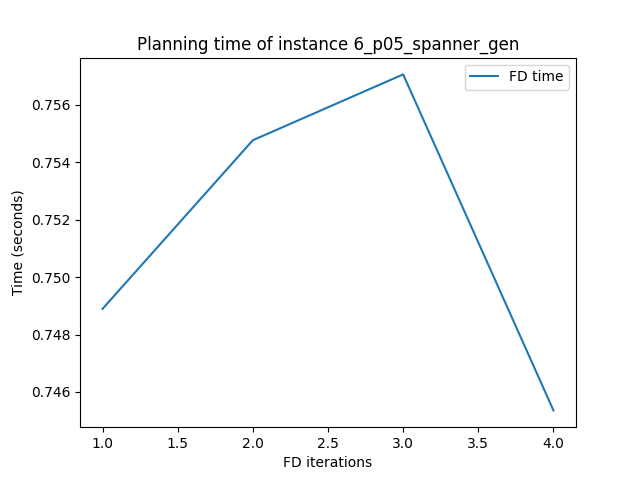 Planning time of instance 6_p05_spanner_gen
FD time
0.756
0.754
0.752
0.750
0.748
0.746
Time (seconds)
1.0 1.5 2.0 2.5 3.0 3.5 4.0
FD iterations